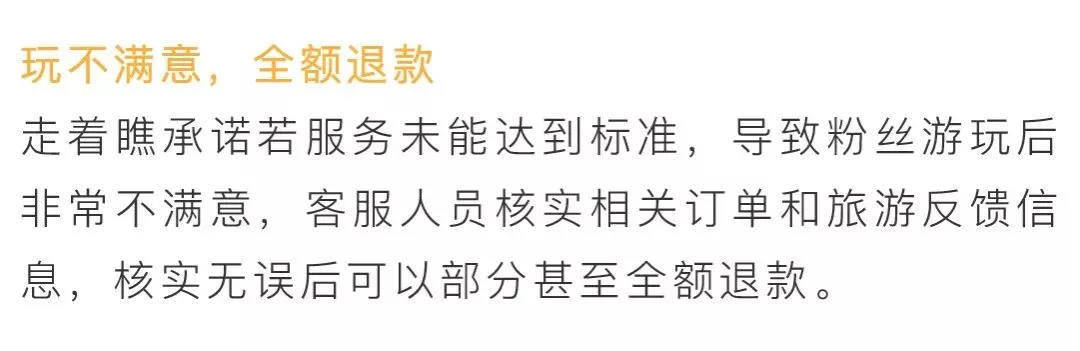 玩不满意，全额退款
走着瞧承诺若服务未能达到标准，导致粉丝游玩后
非常不满意，客服人员核实相关订单和旅游反馈信
息，核实无误后可以部分甚至全额退款。